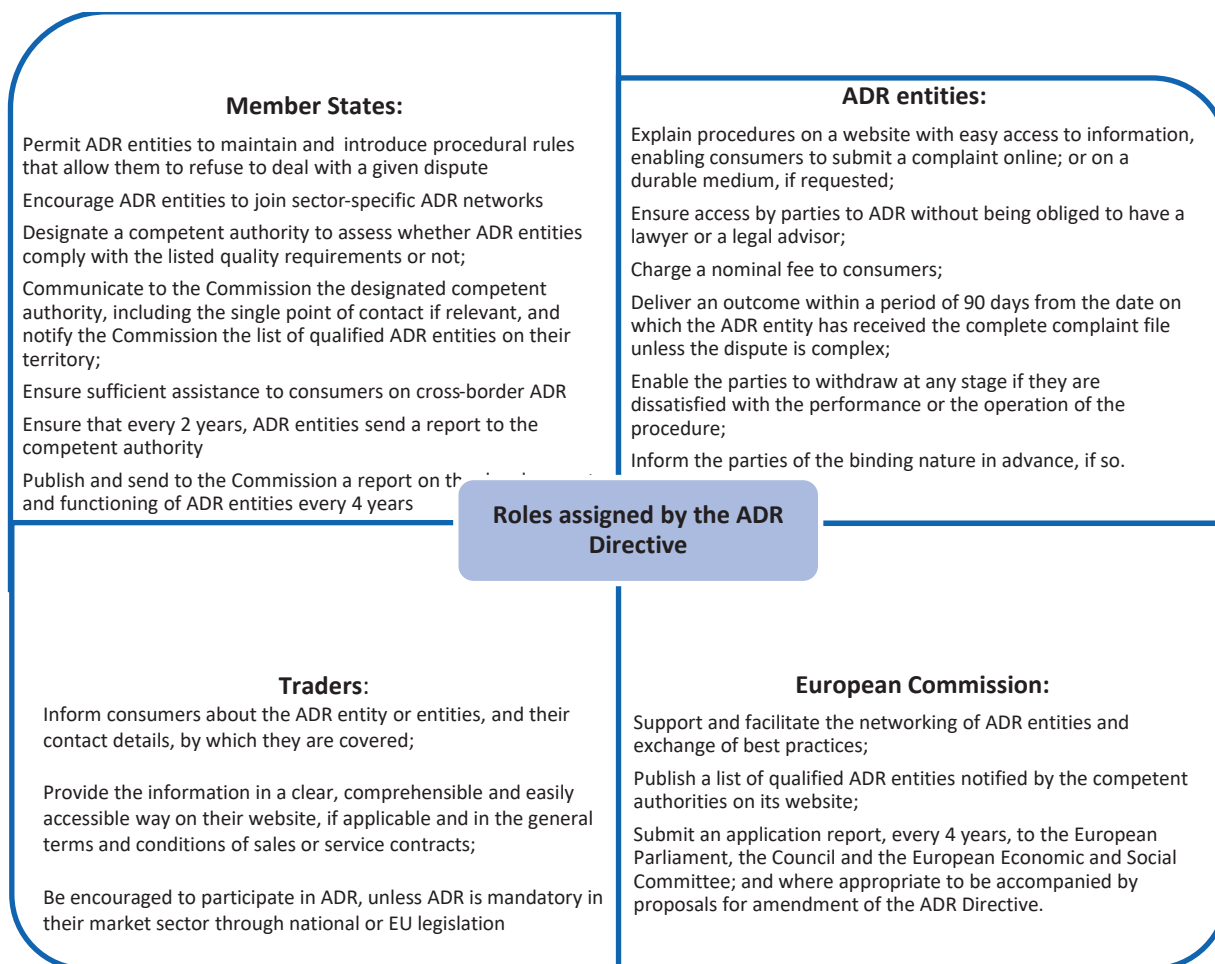 Member States:
Permit ADR entities to maintain and introduce procedural rules
that allow them to refuse to deal with a given dispute
Encourage ADR entities to join sector-specific ADR networks
Designate a competent authority to assess whether ADR entities
comply with the listed quality requirements or not;
Communicate to the Commission the designated competent
authority, including the single point of contact if relevant, and
notify the Commission the list of qualified ADR entities on their
territory;
Ensure sufficient assistance to consumers on cross-border ADR
Ensure that every 2 years, ADR entities send a report to the
competent authority
Publish and send to the Commission a report on
and functioning of ADR entities every 4 years
ADR entities:
Explain procedures on a website with easy access to information,
enabling consumers to submit a complaint online; or on a
durable medium, if requested;
Ensure access by parties to ADR without being obliged to have a
lawyer or a legal advisor;
Charge a nominal fee to consumers;
Deliver an outcome within a period of 90 days from the date on
which the ADR entity has received the complete complaint file
unless the dispute is complex;
Enable the parties to withdraw at any stage if they are
dissatisfied with the performance or the operation of the
procedure;
Inform the parties of the binding nature in advance, if so.
Roles assigned by the ADR
Directive
Traders:
Inform consumers about the ADR entity or entities, and their
contact details, by which they are covered;
Provide the information in a clear, comprehensible and easily
accessible way on their website, if applicable and in the general
terms and conditions of sales or service contracts;
Be encouraged to participate in ADR, unless ADR is mandatory in
their market sector through national or EU legislation
European Commission:
Support and facilitate the networking of ADR entities and
exchange of best practices;
Publish a list of qualified ADR entities notified by the competent
authorities on its website;
Submit an application report, every 4 years, to the European
Parliament, the Council and the European Economic and Social
Committee; and where appropriate to be accompanied by
proposals for amendment of the ADR Directive.